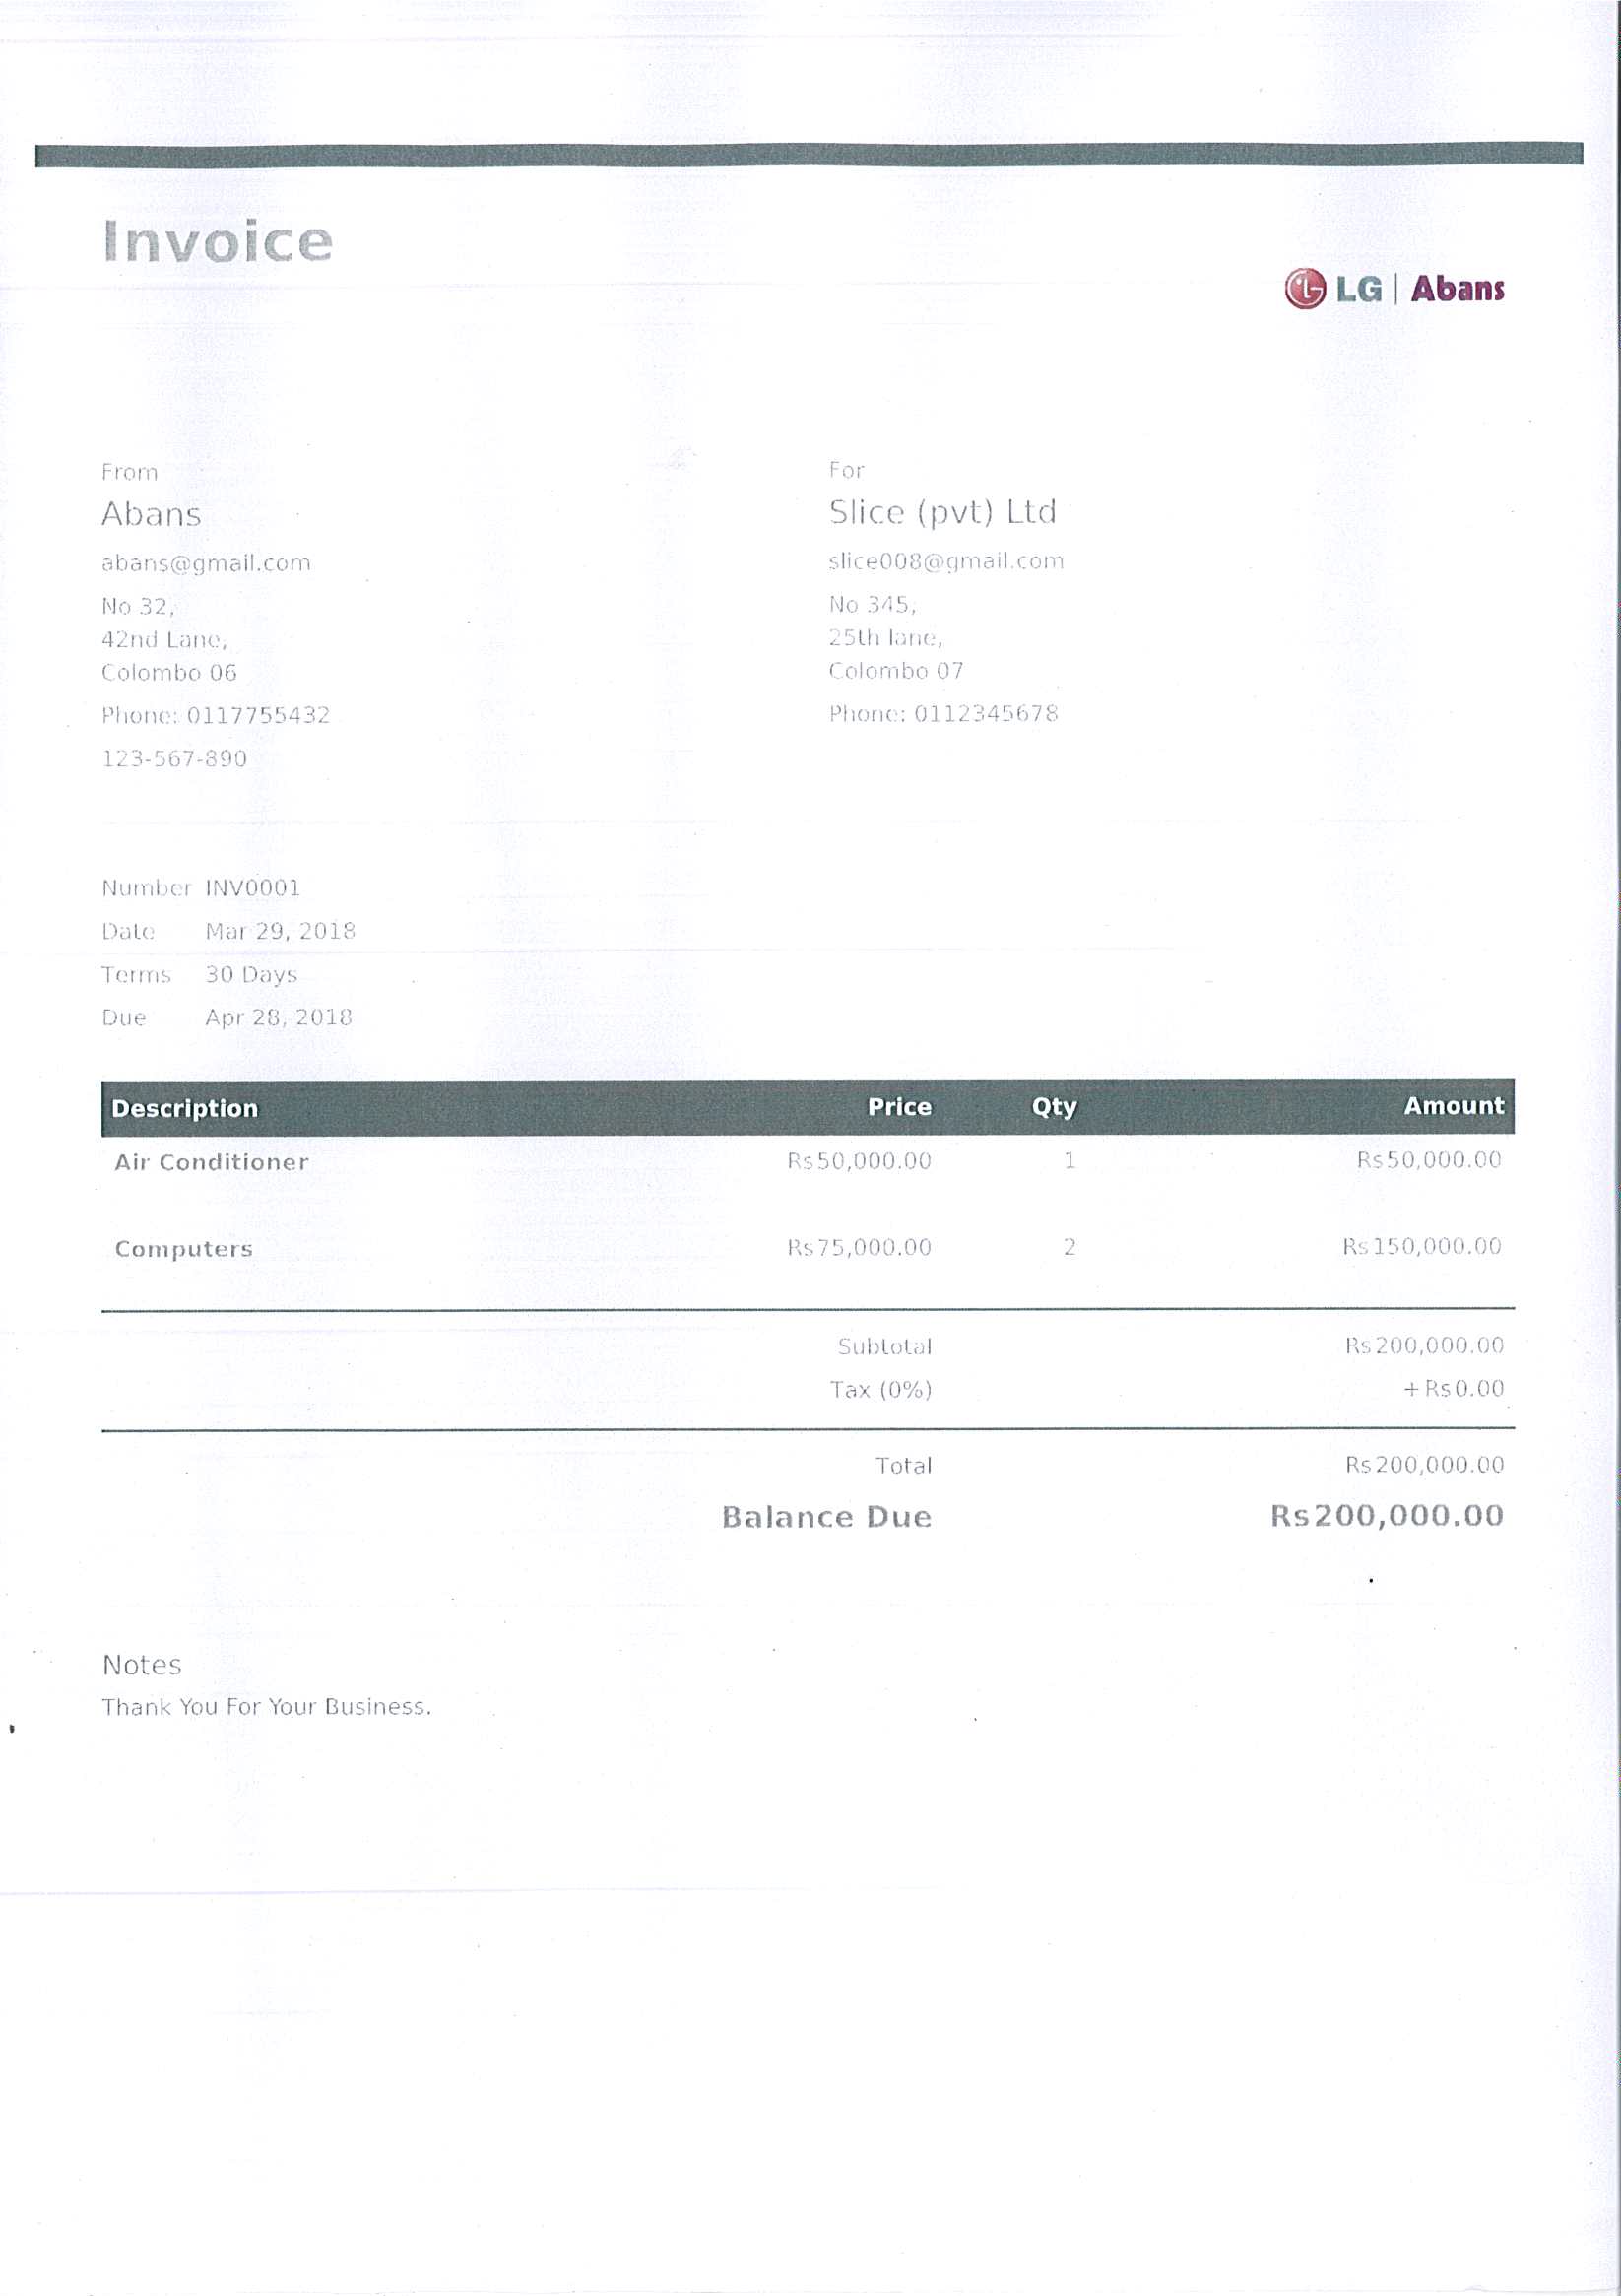 Invoice
LG | Abans
From
Abans
abans@gmail.com
No 32,
42nd Lane,
Colombo 06
Phone: 0117755432
123-567-890
For
Slice (pvt) Ltd
slice008@gmail.com
No 345,
25th lane,
Colombo 07
Phone: 0112345678
Number INV0001
Date Mar 29, 2018
Terms 30 Days
Due Apr 28, 2018
Description Price Qty Amount
Air Conditioner Rs50,000.00 1 Rs50,000.00
Computers Rs75,000.00 2 Rs150,000.00
Subtotal Rs200,000.00
Tax (0%) +Rs0.00
Total Rs200,000.00
Balance Due Rs200,000.00
Notes
Thank You For Your Business.